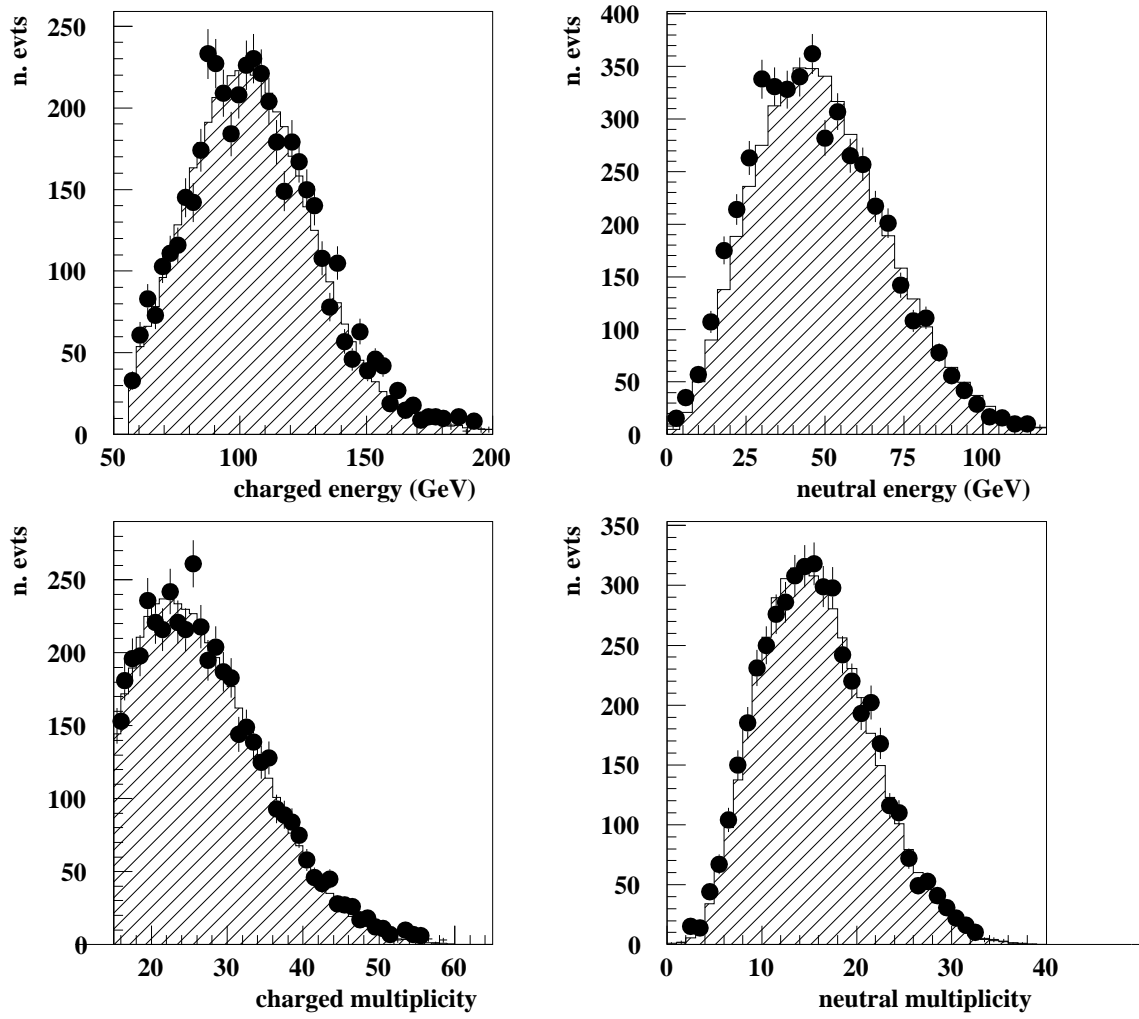 n. evts
250
200
150
100
50
0
50 100 150 200
charged energy (GeV)
n. evts
400
350
300
250
200
150
100
50
0
0 25 50 75 100
neutral energy (GeV)
n. evts
250
200
150
100
50
0
20 30 40 50 60
charged multiplicity
n. evts
350
300
250
200
150
100
50
0
0 10 20 30 40
neutral multiplicity